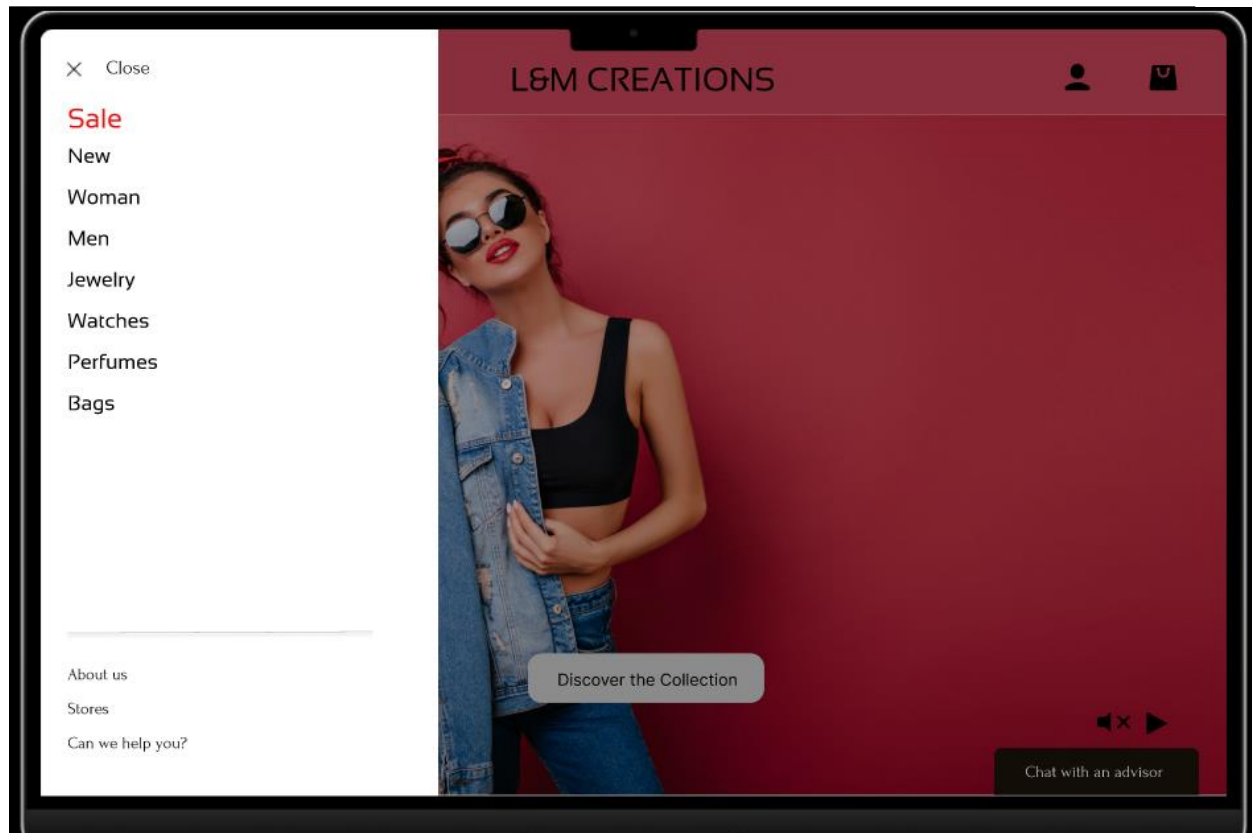 Close
L&M CREATIONS
Sale
New
Woman
Men
Jewelry
Watches
Perfumes
Bags
About us
Stores
Can we help you?
Discover the Collection
Chat with an advisor